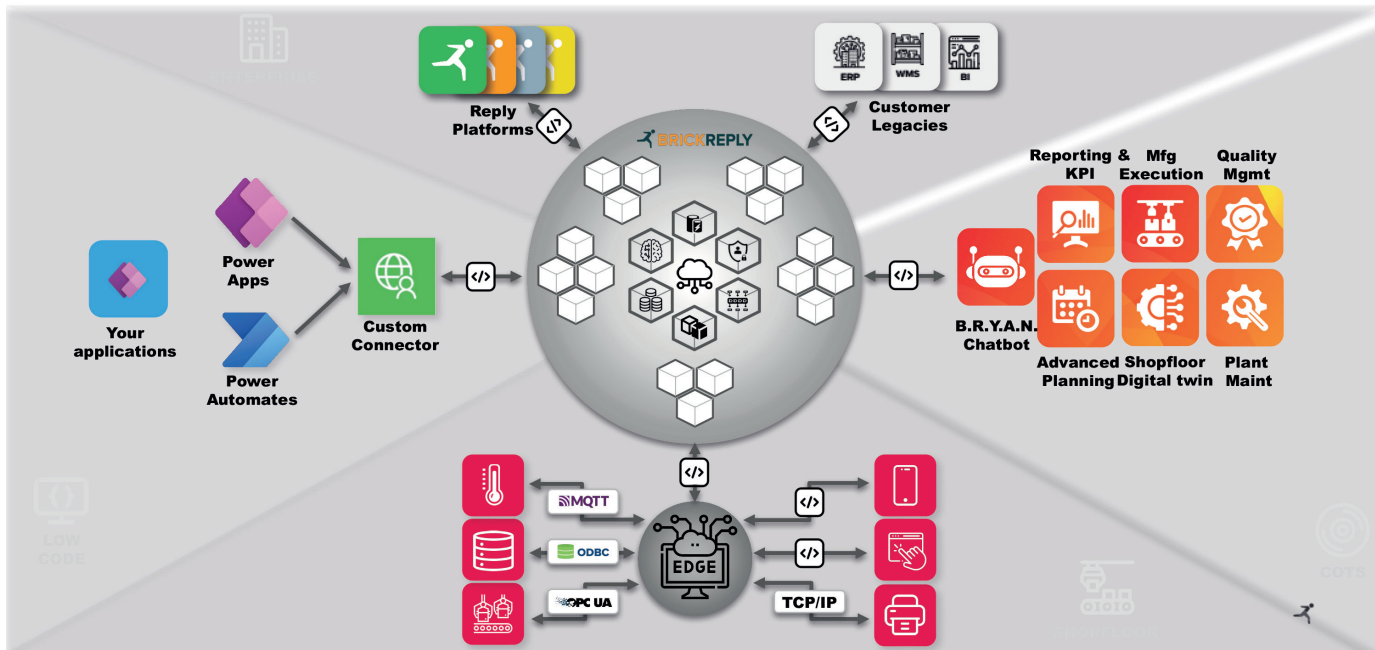 ENTERPRISE
Reply
Platforms
ERP
WMS
BI
Customer
Legacies
BRICKREPLY
Reporting &
KPI
Mfg
Execution
Quality
Mgmt
Power
Apps
Your
applications
Custom
Connector
Power
Automates
</>
</>
</>
</>
B.R.Y.A.N.
Chatbot
Advanced
Planning
Shopfloor
Digital twin
Plant
Maint
</>
MQTT
</>
ODBC
</>
OPC UA
TCP/IP
EDGE
LOW
CODE
COTS